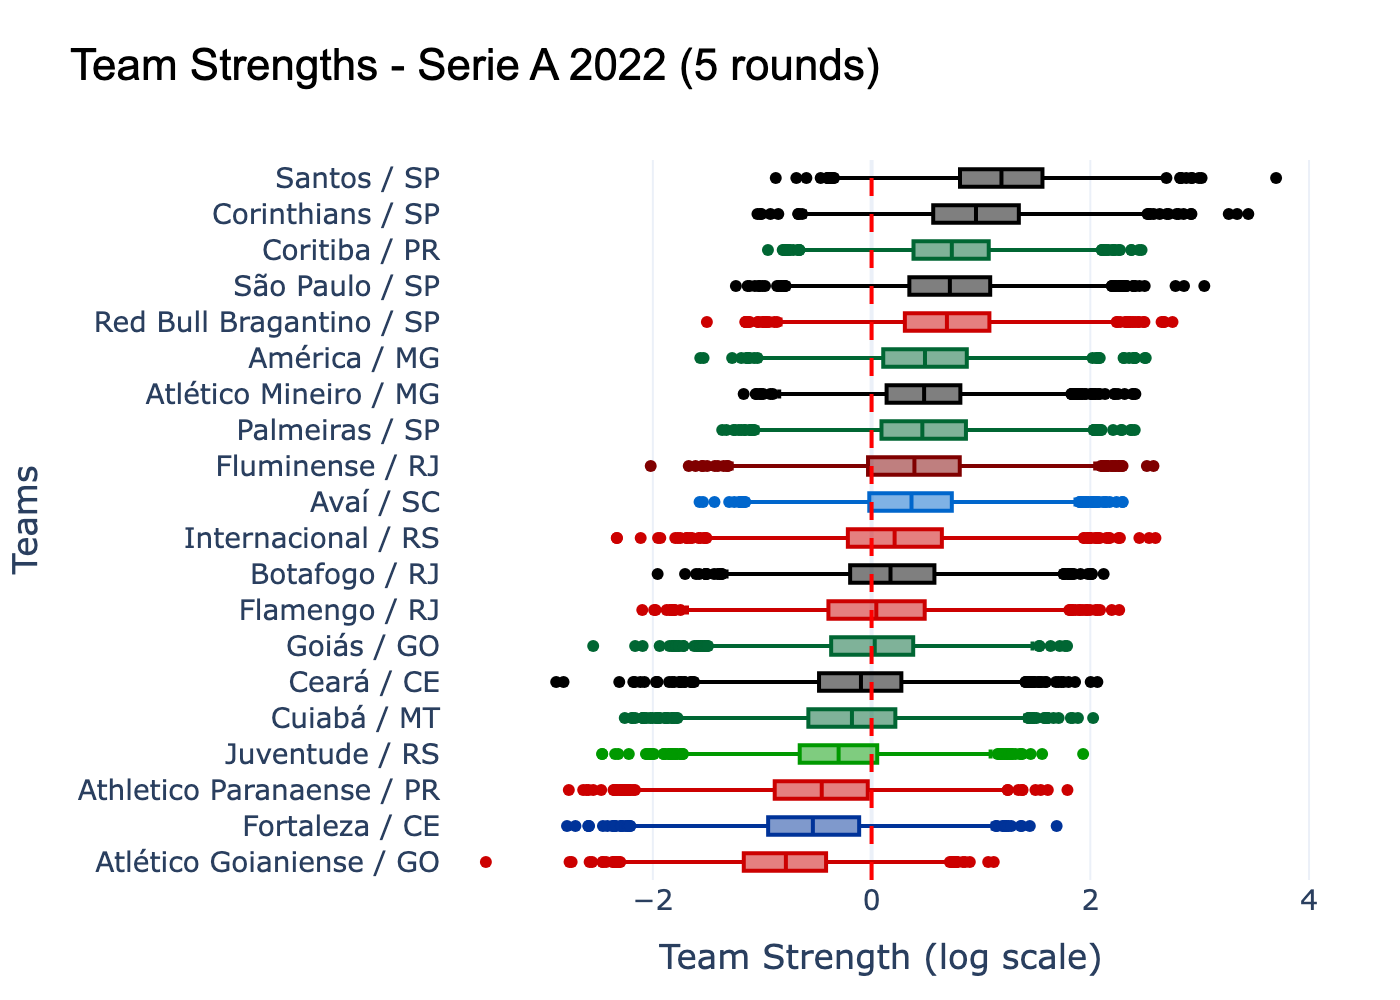 Team Strengths - Serie A 2022 (5 rounds)
Santos / SP
Corinthians / SP
Coritiba / PR
São Paulo / SP
Red Bull Bragantino / SP
América / MG
Atlético Mineiro / MG
Palmeiras / SP
Fluminense / RJ
Avaí / SC
Internacional / RS
Botafogo / RJ
Flamengo / RJ
Goiás / GO
Ceará / CE
Cuiabá / MT
Juventude / RS
Athletico Paranaense / PR
Fortaleza / CE
Atlético Goianiense / GO
Teams
−2 0 2 4
Team Strength (log scale)